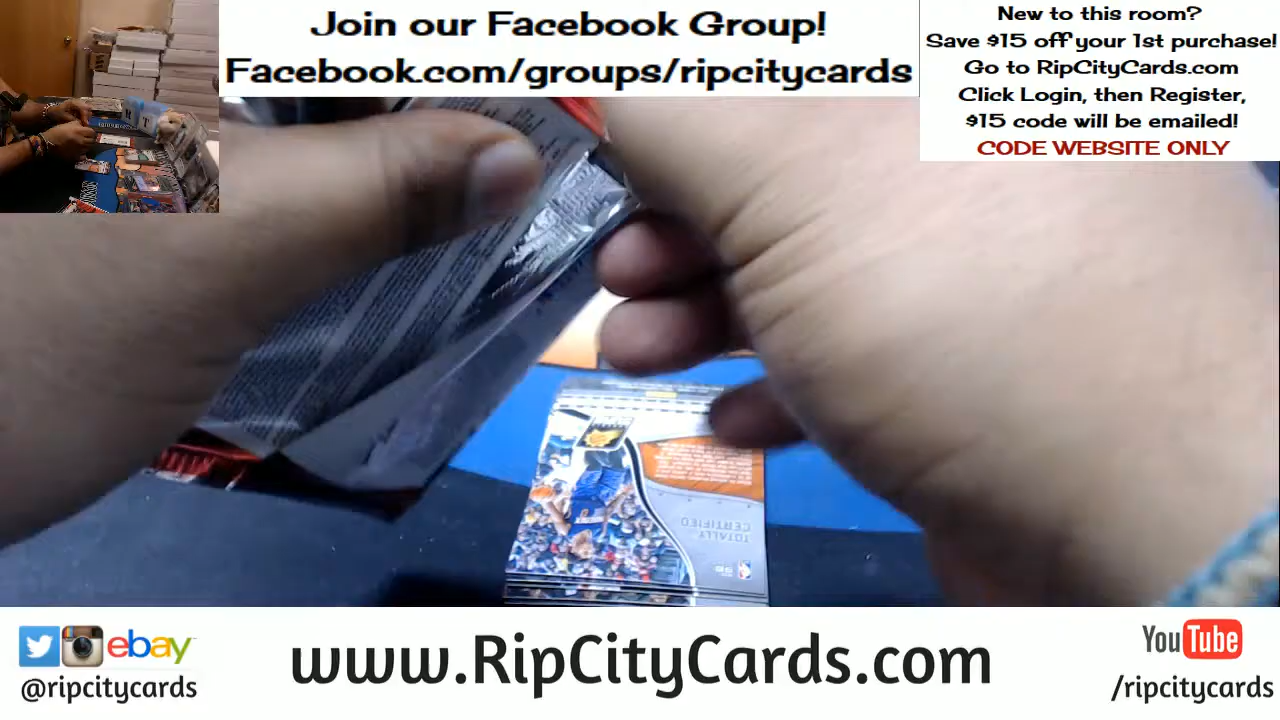 Join our Facebook Group!
Facebook.com/groups/ripcitycards
New to this room?
Save $15 off your 1st purchase!
Go to RipCityCards.com
Click Login, then Register,
$15 code will be emailed!
CODE WEBSITE ONLY
TOTALLY
CERTIFIED
ebay
@ripcitycards
www.RipCityCards.com
YouTube
/ripcitycards